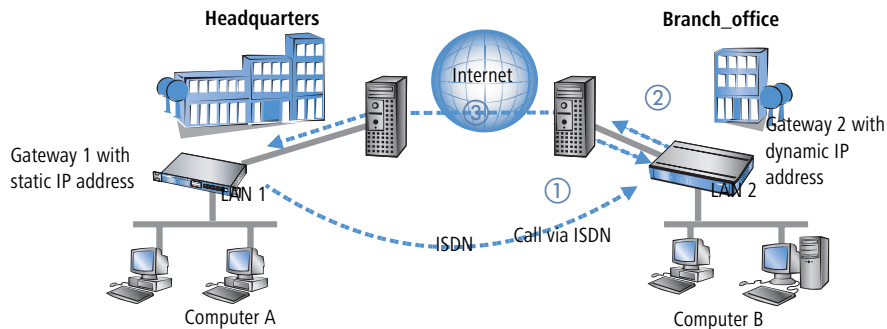 Headquarters
Branch_office
Internet
②
③
Gateway 1 with
static IP address
Gateway 2 with
dynamic IP
address
LAN 1
LAN 2
①
ISDN
Call via ISDN
Computer A
Computer B